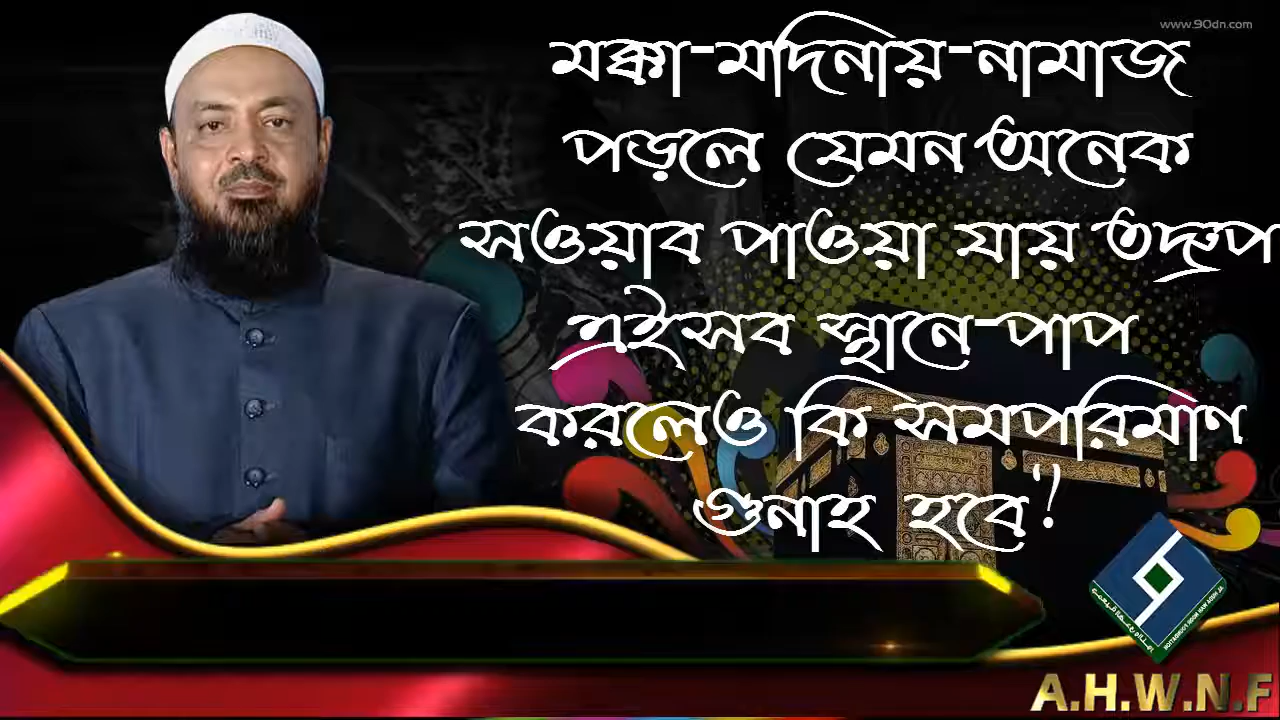 www.90dn.com
মক্কা-মদিনায়-নামাজ
পড়লে যেমন অনেক
সওয়াব পাওয়া যায় তদ্রুপ
এইসব স্থানে-পাপ
করলেও কি সমপরিমাণ
গুনাহ হবে?
A.H.W.N.F